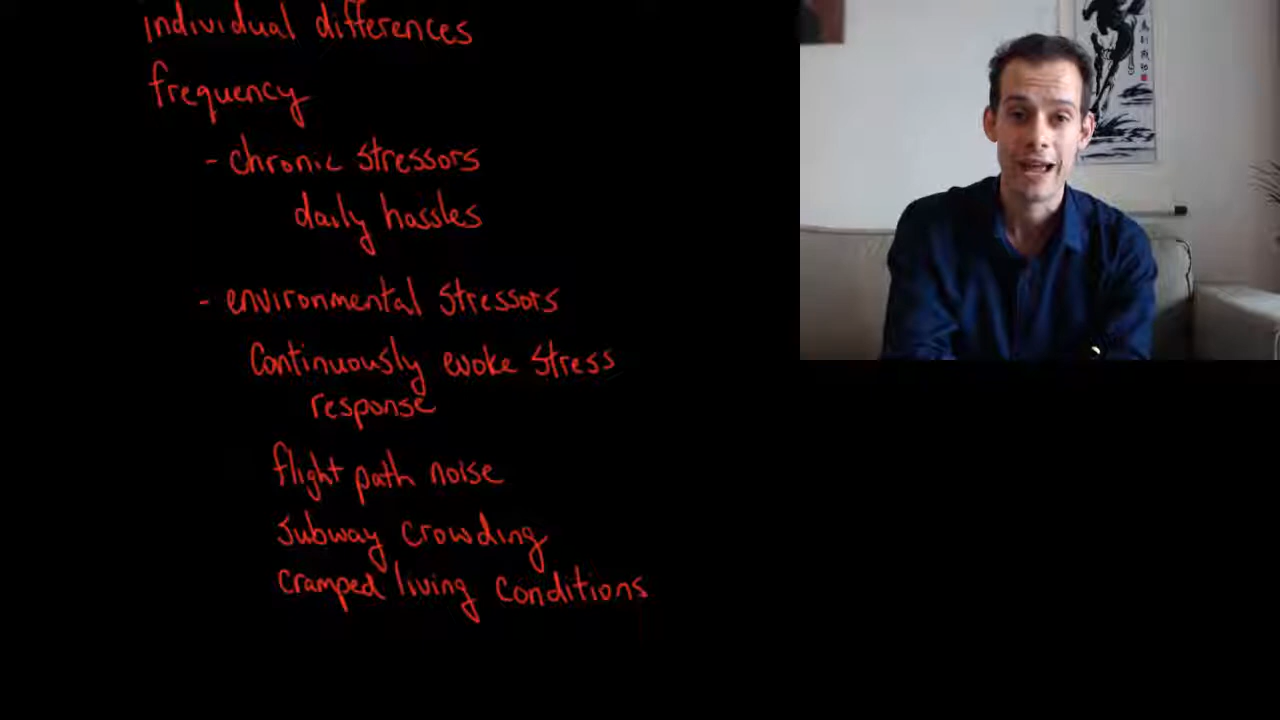 individual differences
frequency
- chronic stressors
daily hassles
- environmental stressors
Continuously evoke stress
response
flight path noise
subway crowding
cramped living conditions